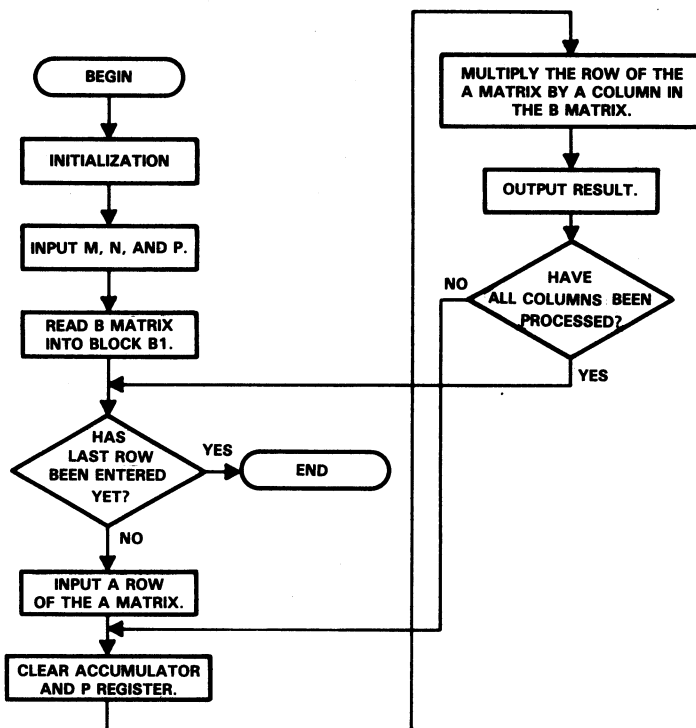 BEGIN
INITIALIZATION
INPUT M, N, AND P.
READ B MATRIX
INTO BLOCK B1.
HAS
LAST ROW
BEEN ENTERED
YET?
YES
END
NO
INPUT A ROW
OF THE A MATRIX.
CLEAR ACCUMULATOR
AND P REGISTER.
MULTIPLY THE ROW OF THE
A MATRIX BY A COLUMN IN
THE B MATRIX.
OUTPUT RESULT.
HAVE
ALL COLUMNS BEEN
PROCESSED?
NO
YES